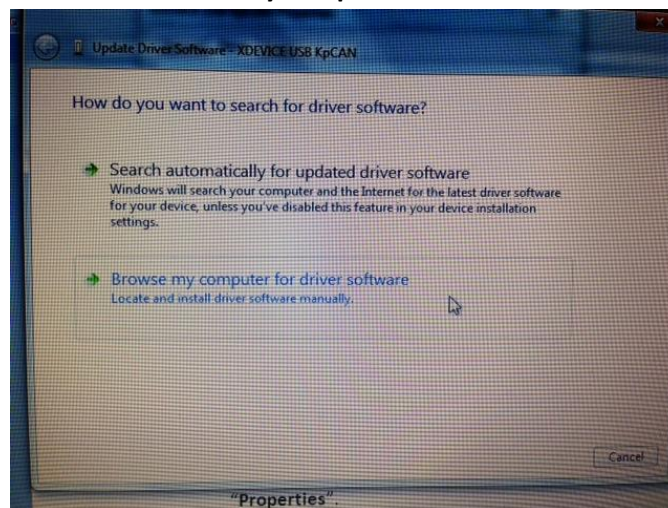 Update Driver Software - XDEVICE USB KpCAN
How do you want to search for driver software?
Search automatically for updated driver software
Windows will search your computer and the Internet for the latest driver software
for your device, unless you've disabled this feature in your device installation
settings.
Browse my computer for driver software
Locate and install driver software manually.
Cancel
"Properties".